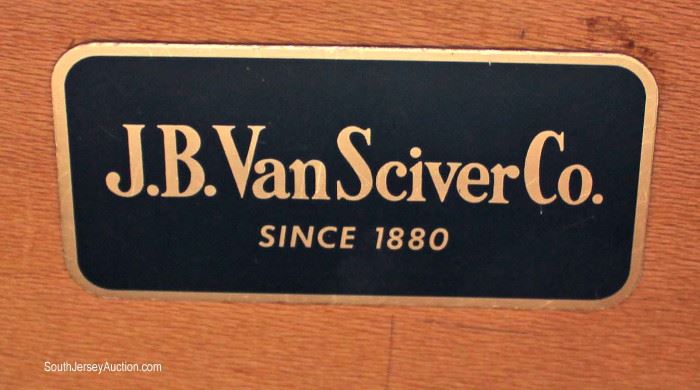 J.B. Van Sciver Co.
SINCE 1880
SouthJerseyAuction.com